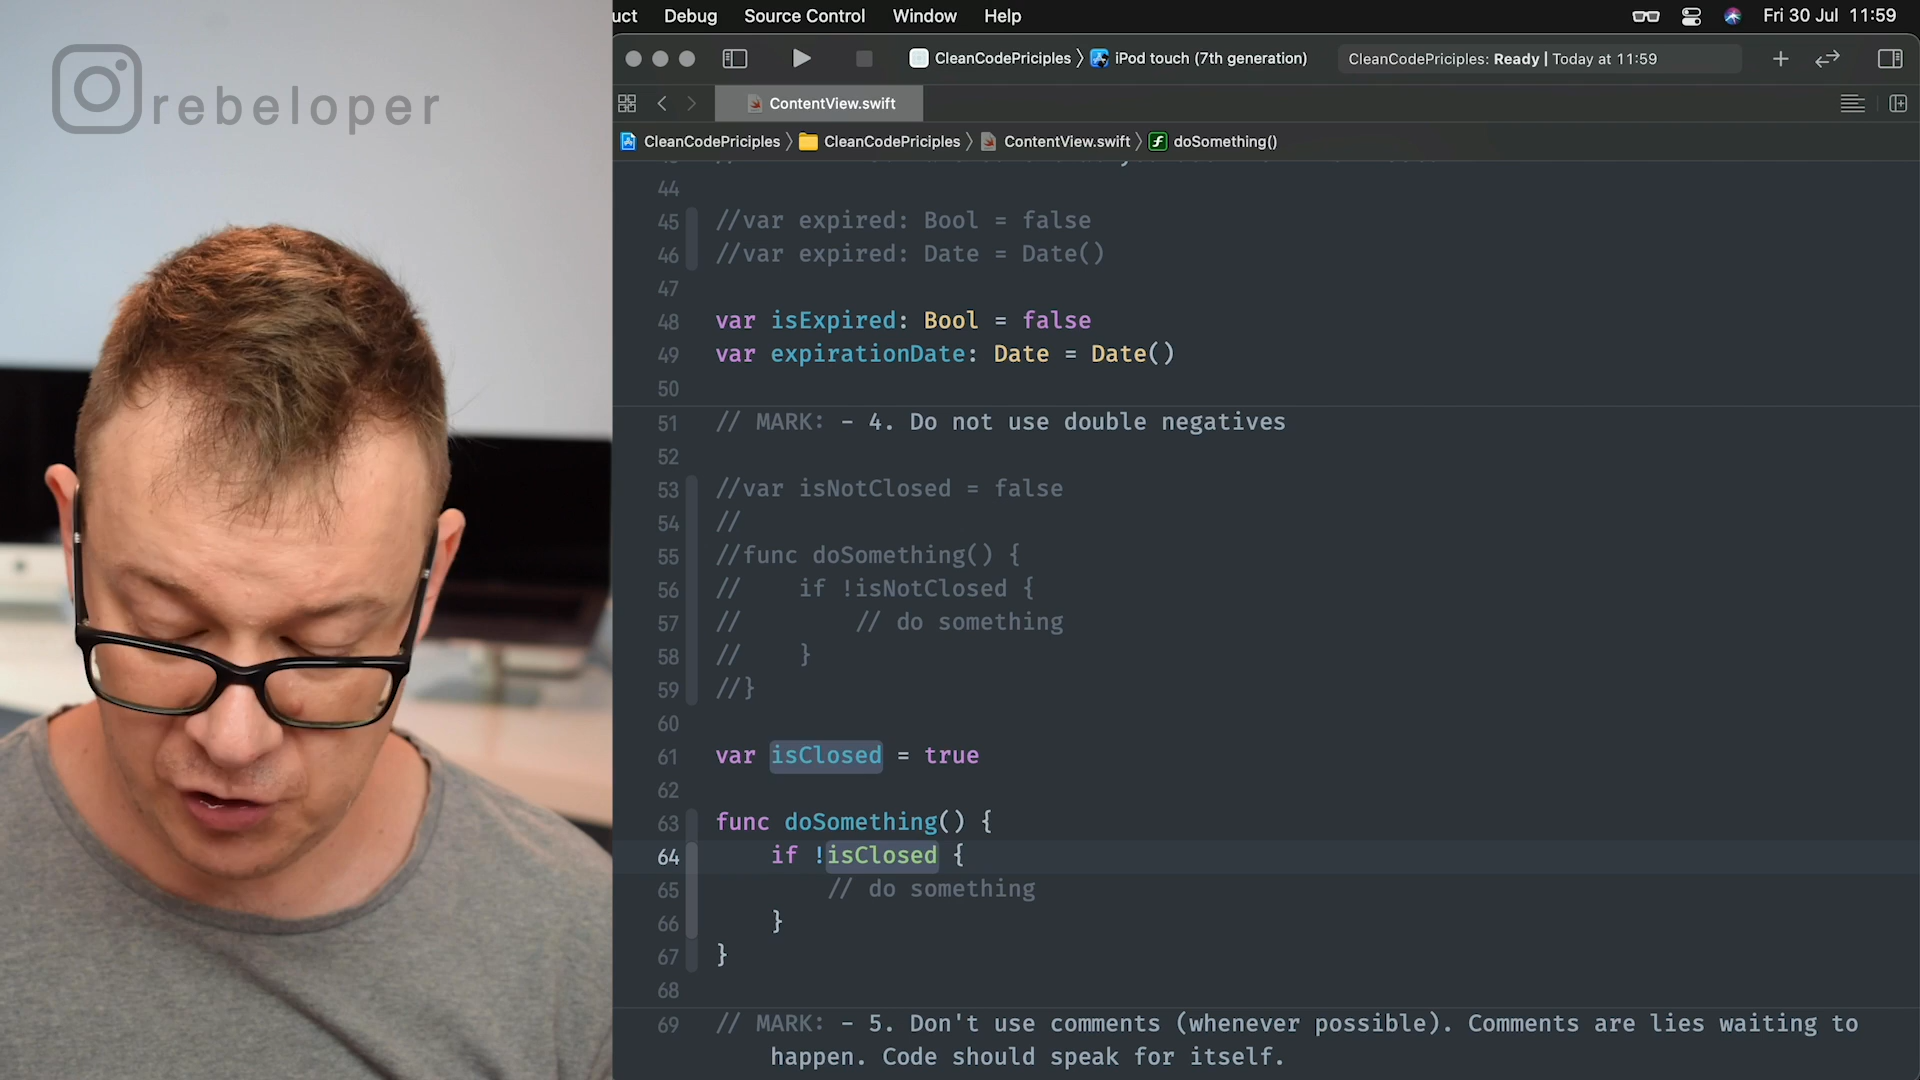 rebeloper
uct Debug Source Control Window Help Fri 30 Jul 11:59
CleanCodePriciples 〉 iPod touch (7th generation) CleanCodePriciples: Ready | Today at 11:59
ContentView.swift
CleanCodePriciples 〉 CleanCodePriciples 〉 ContentView.swift 〉 doSomething()
44
45 //var expired: Bool = false
46 //var expired: Date = Date()
47
48 var isExpired: Bool = false
49 var expirationDate: Date = Date()
50
51 // MARK: - 4. Do not use double negatives
52
53 //var isNotClosed = false
54 //
55 //func doSomething() {
56 //    if !isNotClosed {
57 //        // do something
58 //    }
59 //}
60
61 var isClosed = true
62
63 func doSomething() {
64     if !isClosed {
65         // do something
66     }
67 }
68
69 // MARK: - 5. Don't use comments (whenever possible). Comments are lies waiting to
happen. Code should speak for itself.